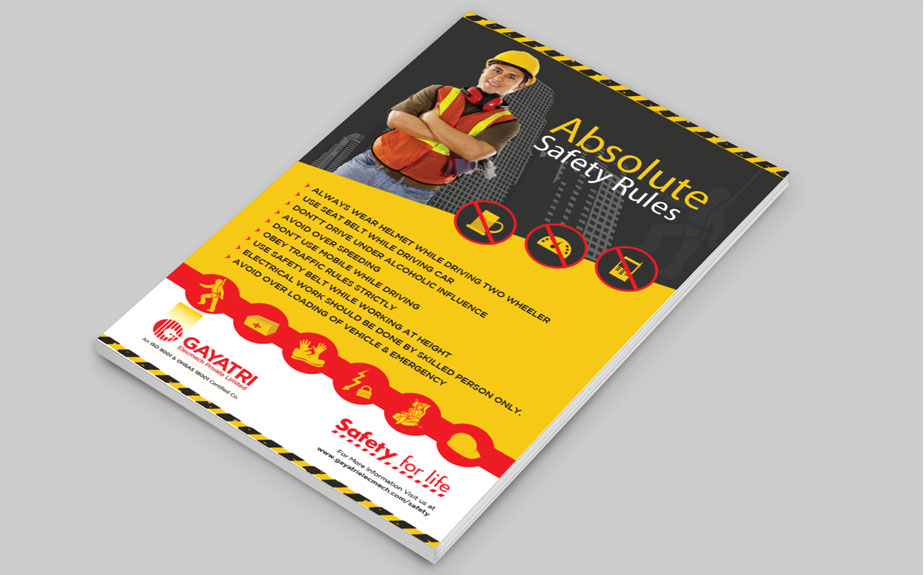 Absolute
Safety Rules
ALWAYS WEAR HELMET WHILE DRIVING TWO WHEELER
USE SEAT BELT WHILE DRIVING CAR
DONTT DRIVE UNDER ALCOHOLIC INFLUENCE
AVOID OVER SPEEDING
DON'T USE MOBILE WHILE DRIVING
OBEY TRAFFIC RULES STRICTLY
USE SAFETY BELT WHILE WORKING AT HEIGHT
ELECTRICAL WORK SHOULD BE DONE BY SKILLED PERSON ONLY.
AVOID OVER LOADING OF VEHICLE & EMERGENCY
GAYATRI
Elecmech Private Limited
An ISO 9001 & OHSAS 18001 Certified Co.
Safety for life
For More Information Visit us at
www.gayatrielecmech.com/safety